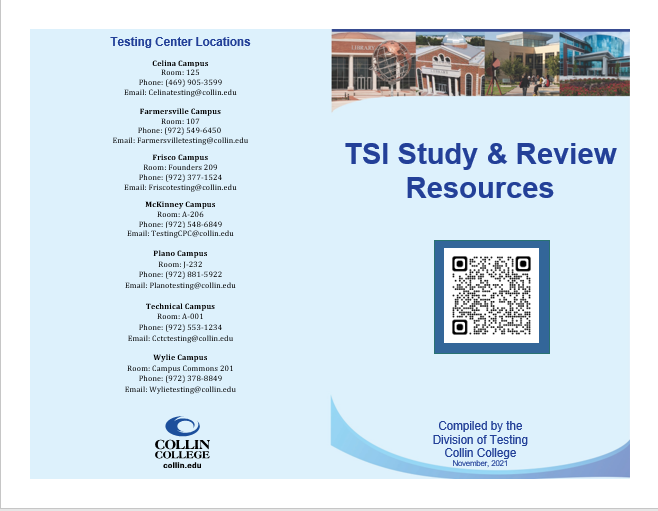 Testing Center Locations
Celina Campus
Room: 125
Phone: (469) 905-3599
Email: Celinatesting@collin.edu
Farmersville Campus
Room: 107
Phone: (972) 549-6450
Email: Farmersvilletesting@collin.edu
Frisco Campus
Room: Founders 209
Phone: (972) 377-1524
Email: Friscotesting@collin.edu
McKinney Campus
Room: A-206
Phone: (972) 548-6849
Email: TestingCPC@collin.edu
Plano Campus
Room: J-232
Phone: (972) 881-5922
Email: Planotesting@collin.edu
Technical Campus
Room: A-001
Phone: (972) 553-1234
Email: Cctctesting@collin.edu
Wylie Campus
Room: Campus Commons 201
Phone: (972) 378-8849
Email: Wylietesting@collin.edu
COLLIN
COLLEGE
collin.edu
LIBRARY
TSI Study & Review
Resources
Compiled by the
Division of Testing
Collin College
November, 2021